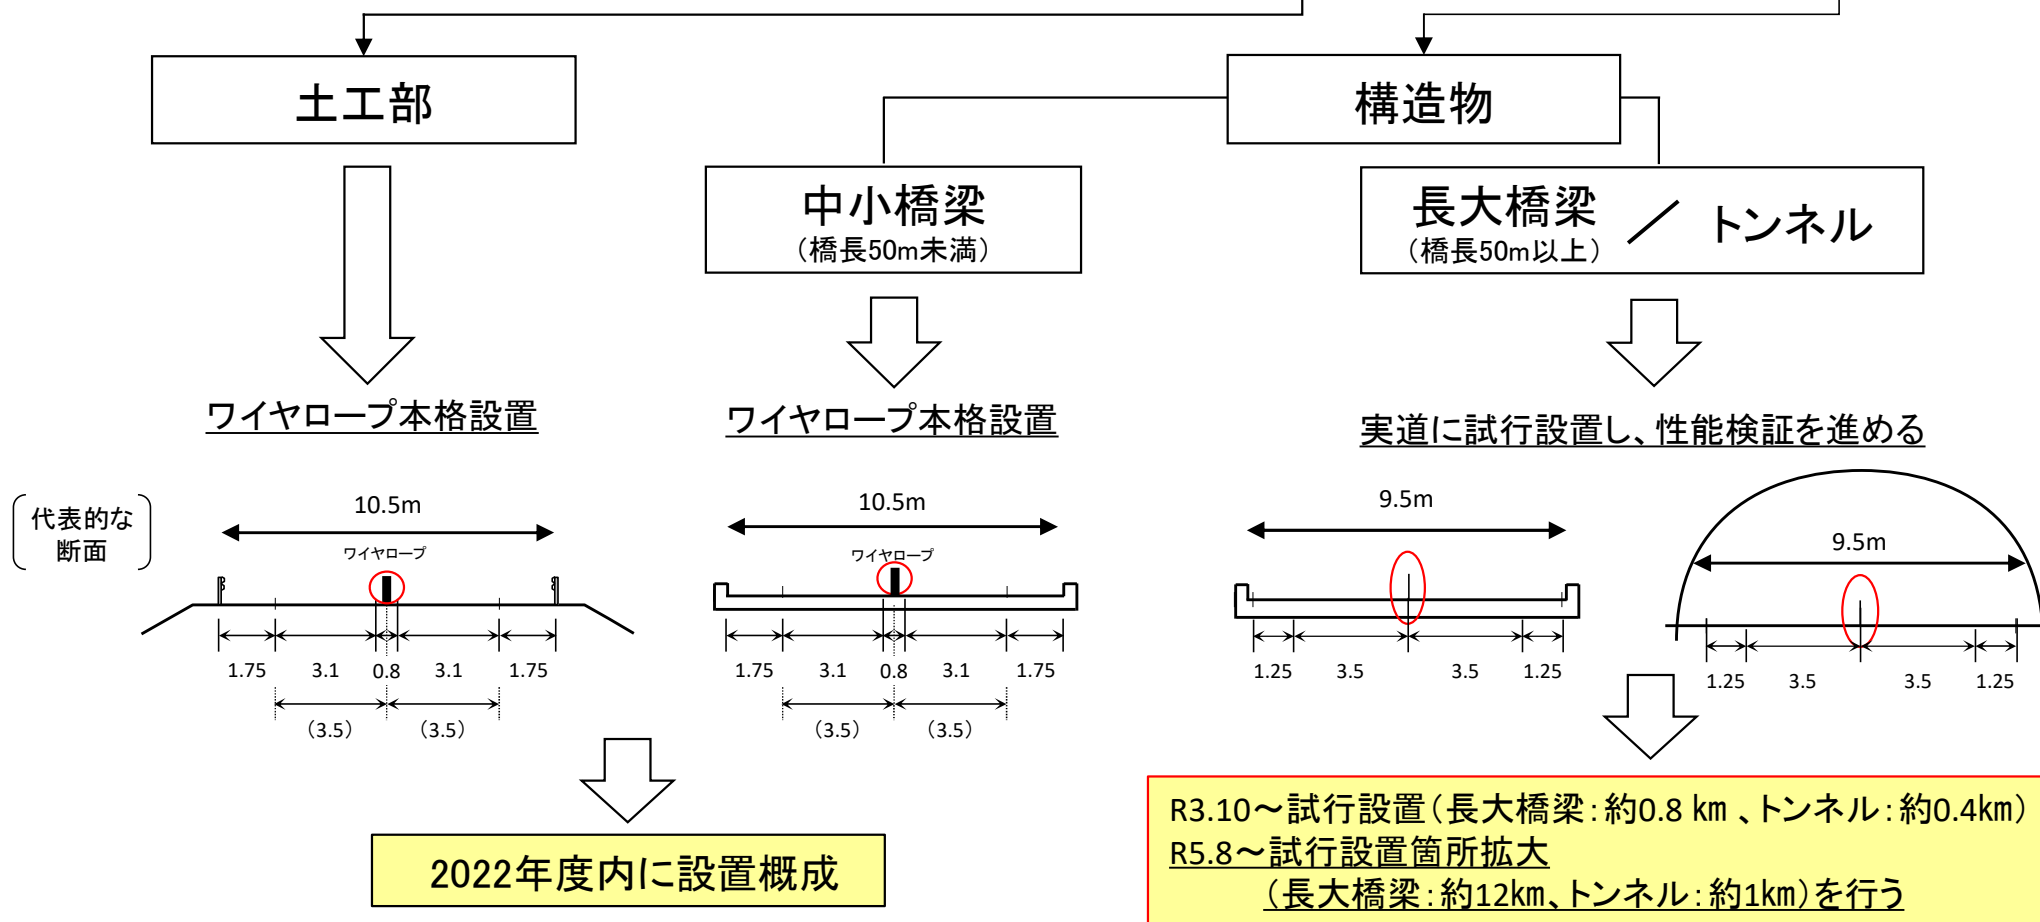 土工部
構造物
中小橋梁
（橋長50m未満）
長大橋梁
（橋長50m以上）
／ トンネル
ワイヤロープ本格設置
ワイヤロープ本格設置
実道に試行設置し、性能検証を進める
代表的な
断面
10.5m
ワイヤロープ
1.75 3.1 0.8 3.1 1.75
（3.5） （3.5）
10.5m
ワイヤロープ
1.75 3.1 0.8 3.1 1.75
（3.5） （3.5）
9.5m
1.25 3.5 3.5 1.25
9.5m
1.25 3.5 3.5 1.25
2022年度内に設置概成
R3.10～試行設置（長大橋梁：約0.8 km 、トンネル：約0.4km）
R5.8～試行設置箇所拡大
（長大橋梁：約12km、トンネル：約1km）を行う